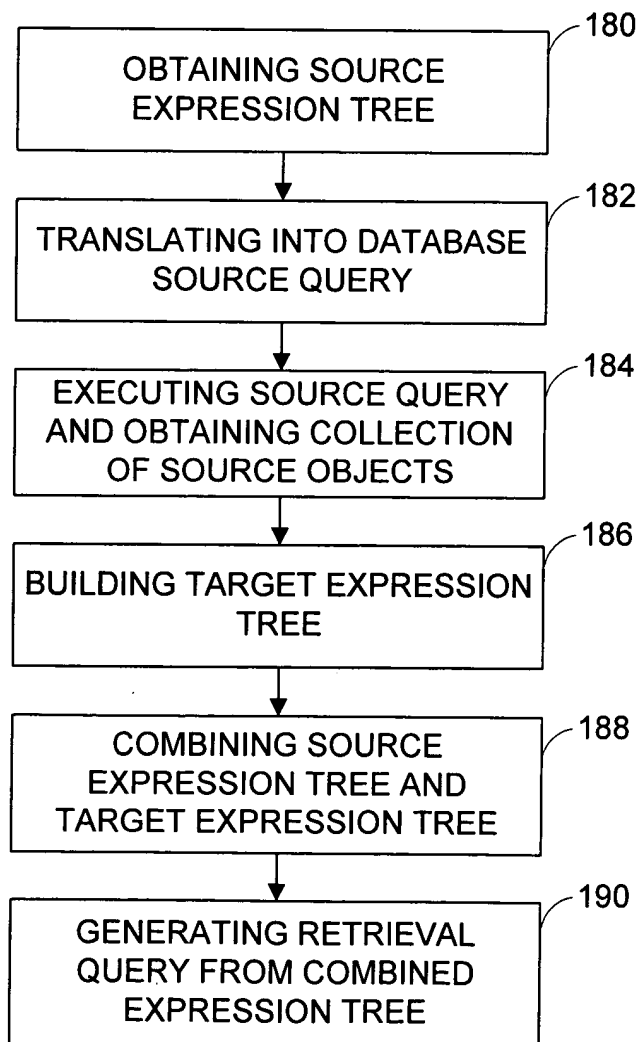 180
OBTAINING SOURCE
EXPRESSION TREE
182
TRANSLATING INTO DATABASE
SOURCE QUERY
184
EXECUTING SOURCE QUERY
AND OBTAINING COLLECTION
OF SOURCE OBJECTS
186
BUILDING TARGET EXPRESSION
TREE
188
COMBINING SOURCE
EXPRESSION TREE AND
TARGET EXPRESSION TREE
190
GENERATING RETRIEVAL
QUERY FROM COMBINED
EXPRESSION TREE